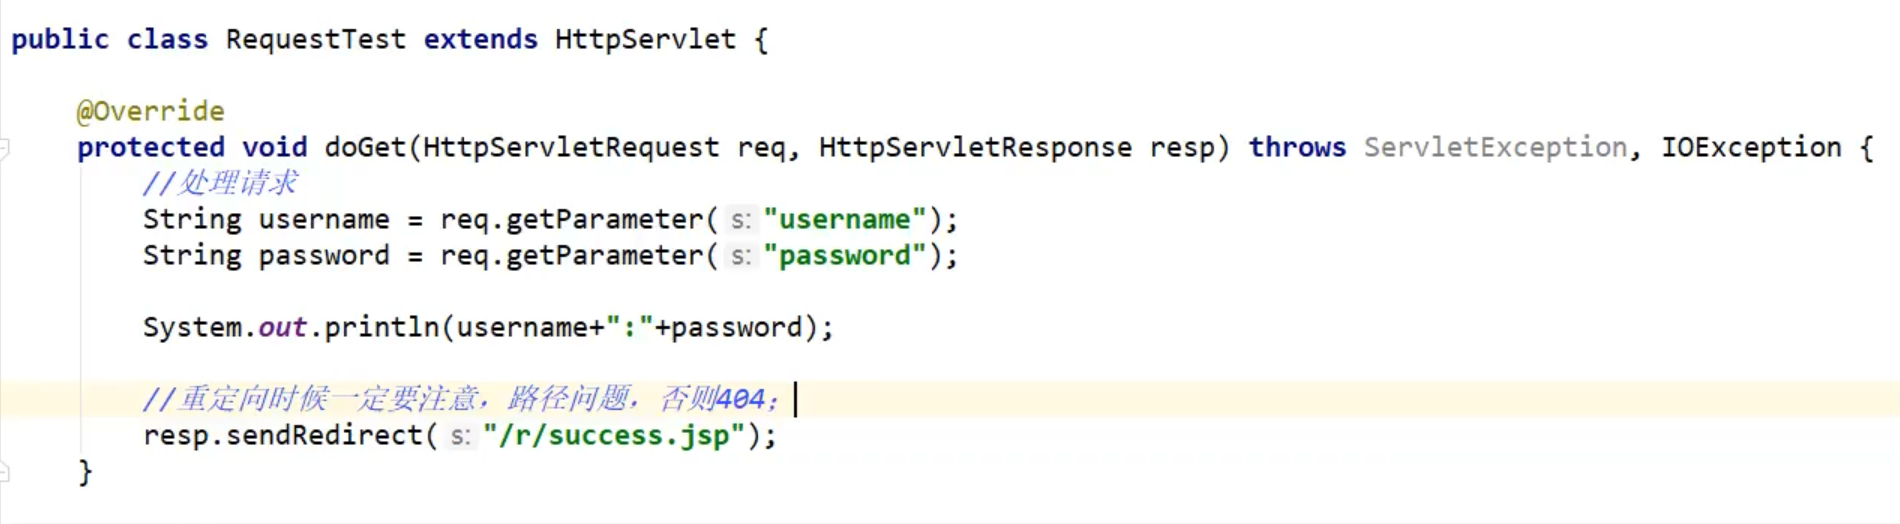 public class RequestTest extends HttpServlet {
@Override
protected void doGet(HttpServletRequest req, HttpServletResponse resp) throws ServletException, IOException {
//处理请求
String username = req.getParameter( s: "username");
String password = req.getParameter( s: "password");
System.out.println(username+":"+password);
//重定向时候一定要注意，路径问题，否则404；
resp.sendRedirect( s: "/r/success.jsp");
}